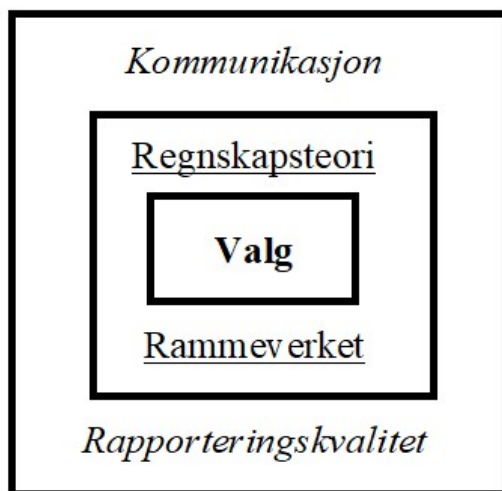 Kommunikasjon
Regnskapsteori
Valg
Rammeverket
Rapporteringskvalitet